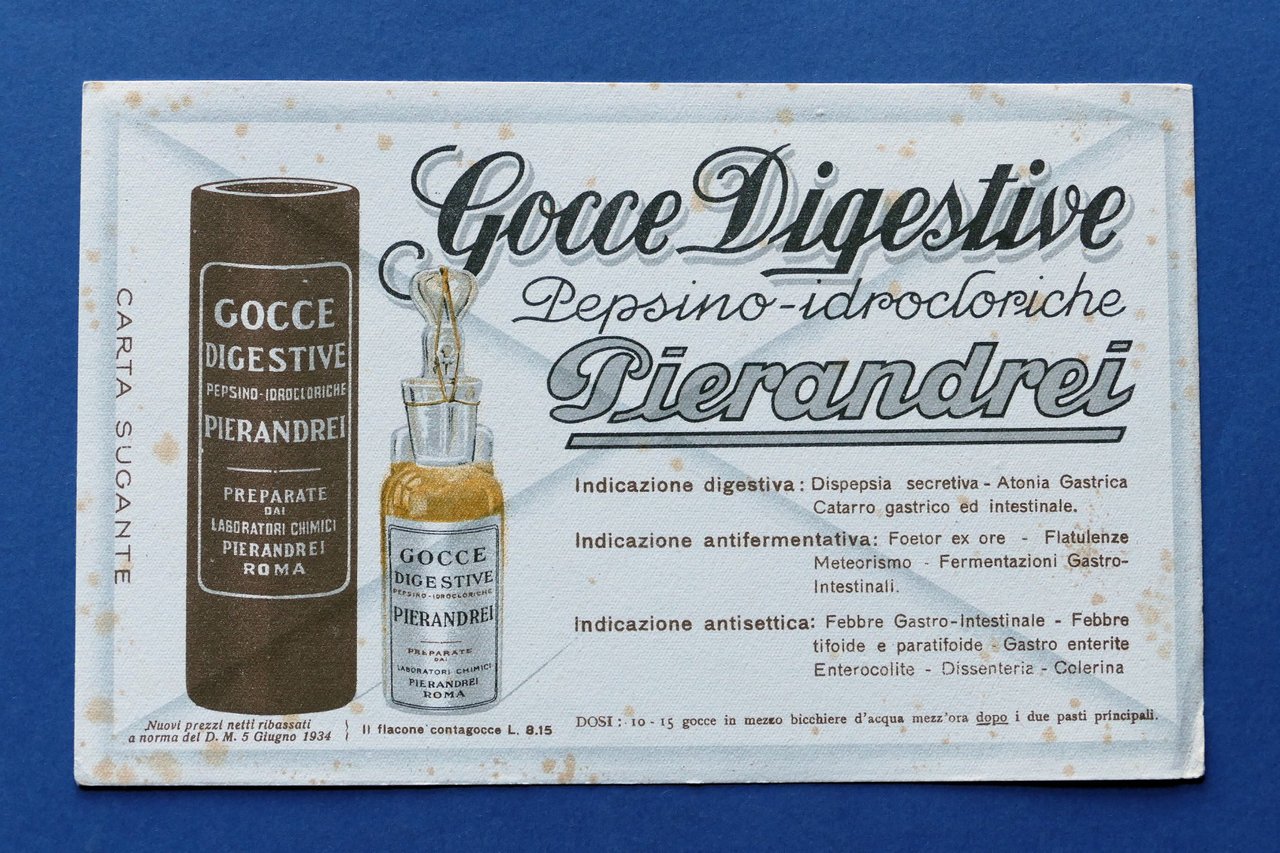 CARTA SUGANTE
GOCCE
DIGESTIVE
PEPSINO-IDROCLORICHE
PIERANDREI
PREPARATE
DAI
LABORATORI CHIMICI
PIERANDREI
ROMA
GOCCE
DIGESTIVE
PEPSINO-IDROCLORICHE
PIERANDREI
PREPARATE
DAI
LABORATORI CHIMICI
PIERANDREI
ROMA
Gocce Digestive
Pepsino-idrocloriche
Pierandrei
Indicazione digestiva: Dispepsia secretiva - Atonia Gastrica
Catarro gastrico ed intestinale.
Indicazione antifermentativa: Foetor ex ore - Flatulenze
Meteorismo - Fermentazioni Gastro-
Intestinali.
Indicazione antisettica: Febbre Gastro-Intestinale - Febbre
tifoide e paratifoide - Gastro enterite
Enterocolite - Dissenteria - Colerina
Nuovi prezzi netti ribassati
a norma del D. M. 5 Giugno 1934 } Il flacone contagocce L. 8.15
DOSI: 10 - 15 gocce in mezzo bicchiere d'acqua mezz'ora dopo i due pasti principali.